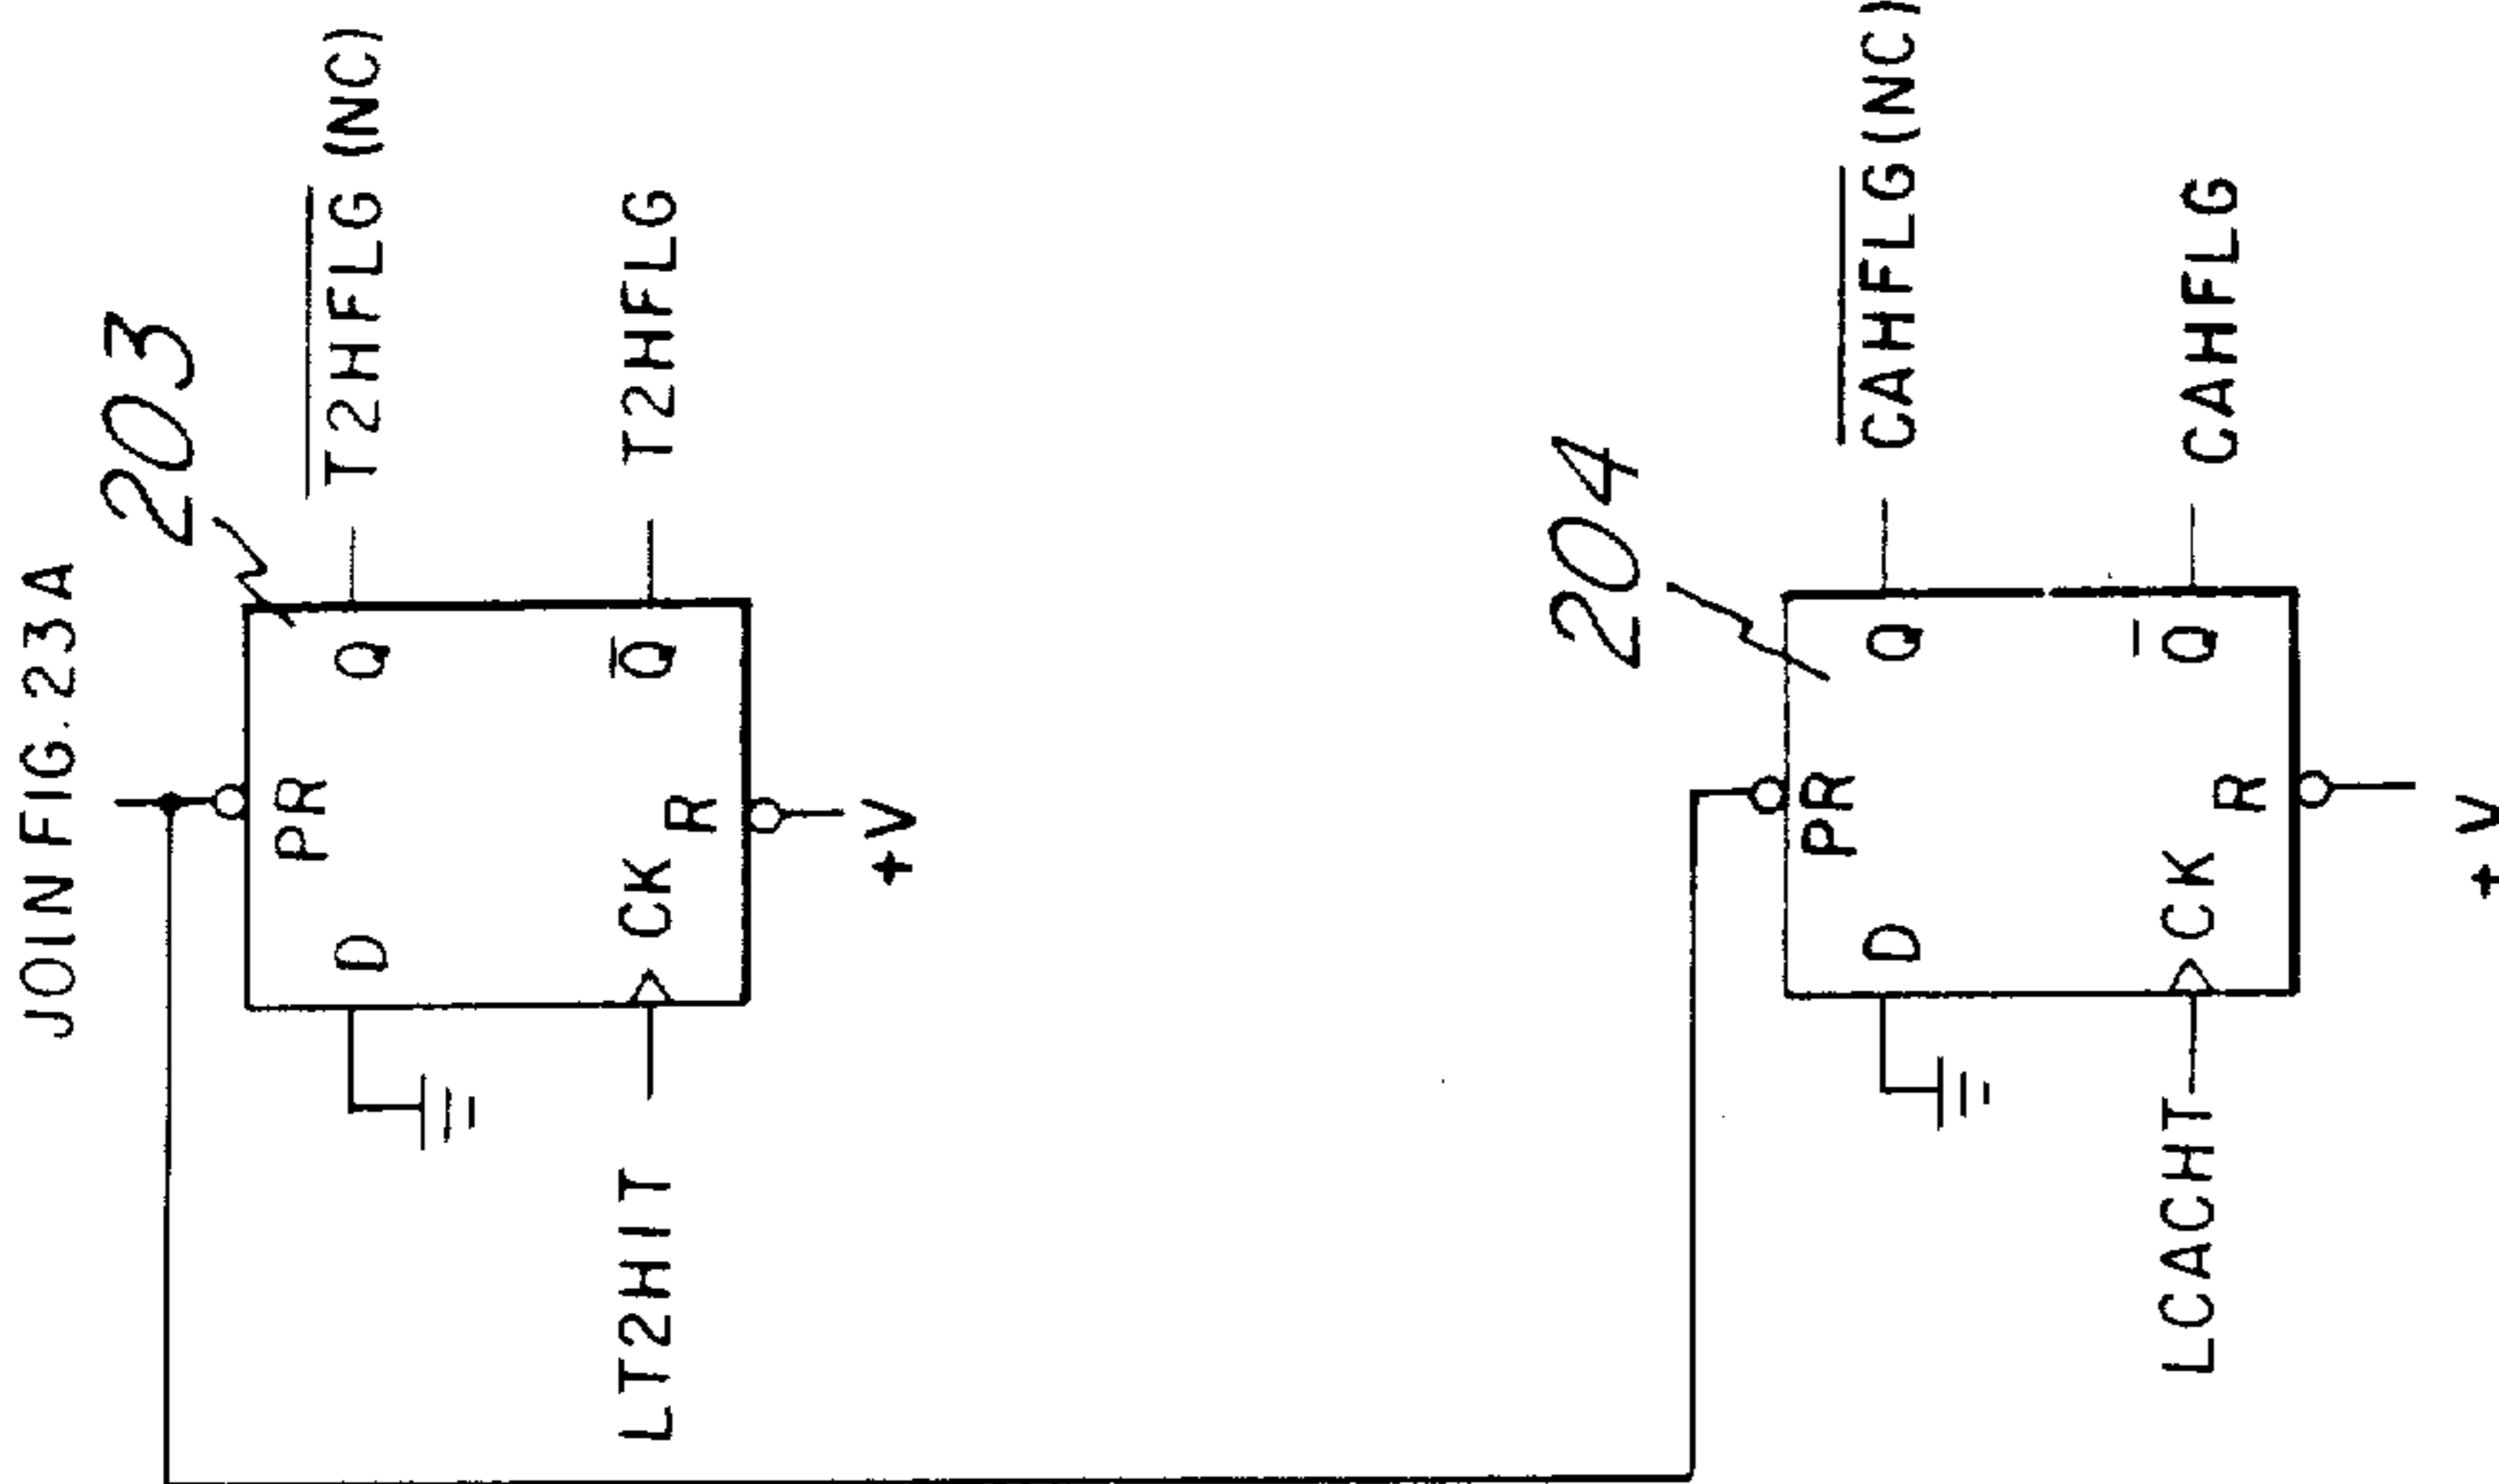 JOIN FIG. 23A
203
PR
D
Q
T2HFLG (NC)
LT2HIT
CK
Q
T2HFLG
R
+V
204
PR
D
Q
CAHFLG(NC)
LCACHT
CK
Q
CAHFLG
R
+V